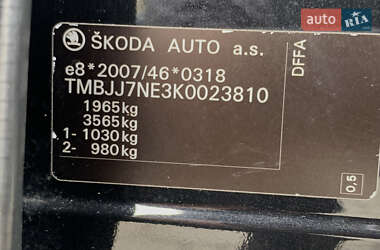 auto RIA
ŠKODA AUTO a.s.
e8*2007/46*0318
TMBJJ7NE3K0023810
1965kg
3565kg
1- 1030kg
2- 980kg
DFFA
0,5